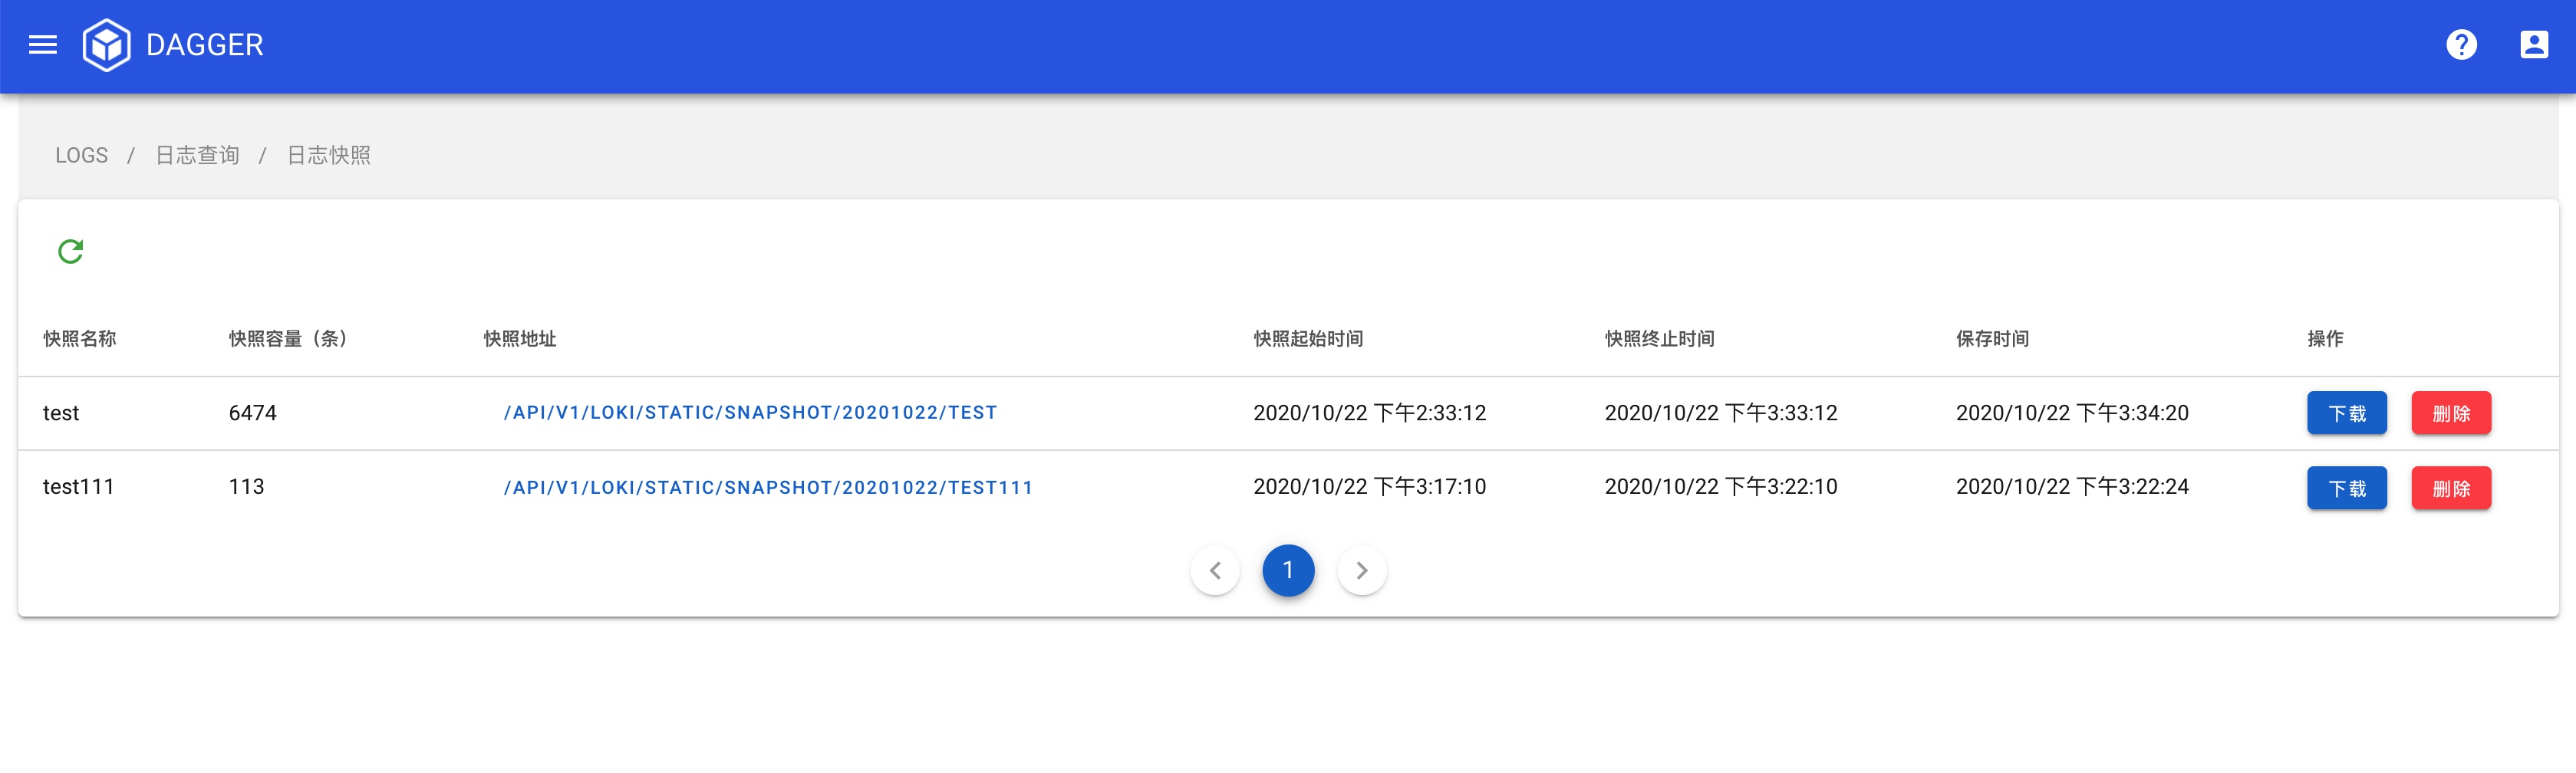 DAGGER
LOGS / 日志查询 / 日志快照
快照名称 快照容量（条） 快照地址 快照起始时间 快照终止时间 保存时间 操作
test 6474 /API/V1/LOKI/STATIC/SNAPSHOT/20201022/TEST 2020/10/22 下午2:33:12 2020/10/22 下午3:33:12 2020/10/22 下午3:34:20 下载 删除
test111 113 /API/V1/LOKI/STATIC/SNAPSHOT/20201022/TEST111 2020/10/22 下午3:17:10 2020/10/22 下午3:22:10 2020/10/22 下午3:22:24 下载 删除
1